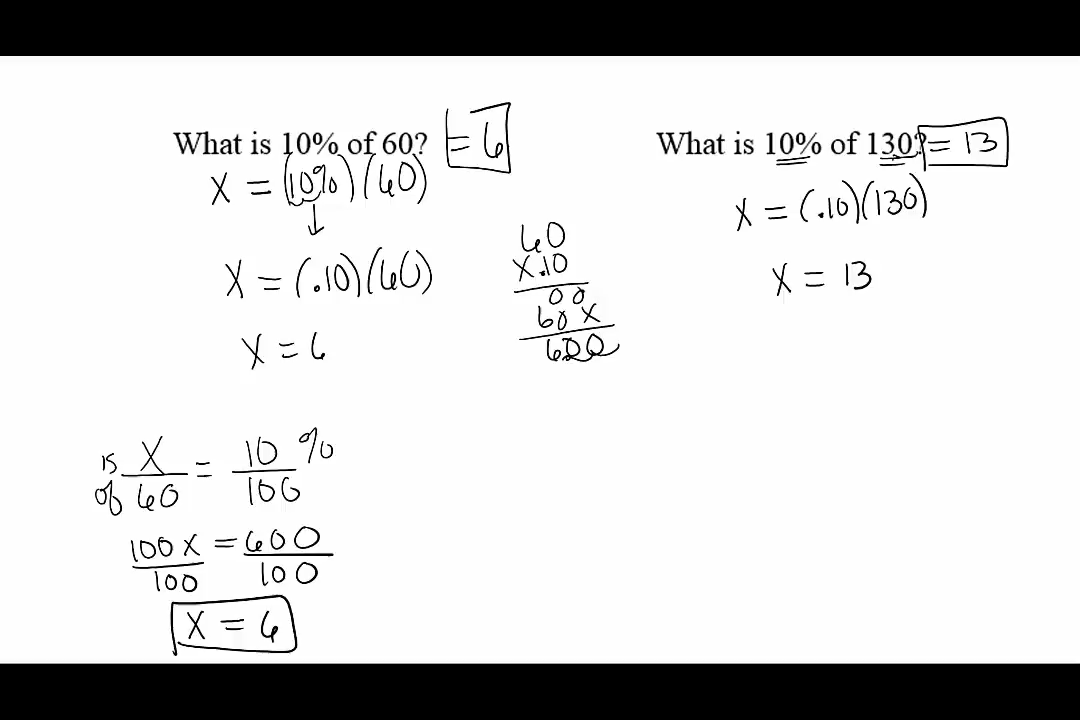 What is 10% of 60? = 6
X = (10%)(60)
X = (.10)(60)
X = 6
60
X .10
00
60X
600
is X = 10 %
of 60 100
100X = 600
100 100
X = 6
What is 10% of 130? = 13
X = (.10)(130)
X = 13